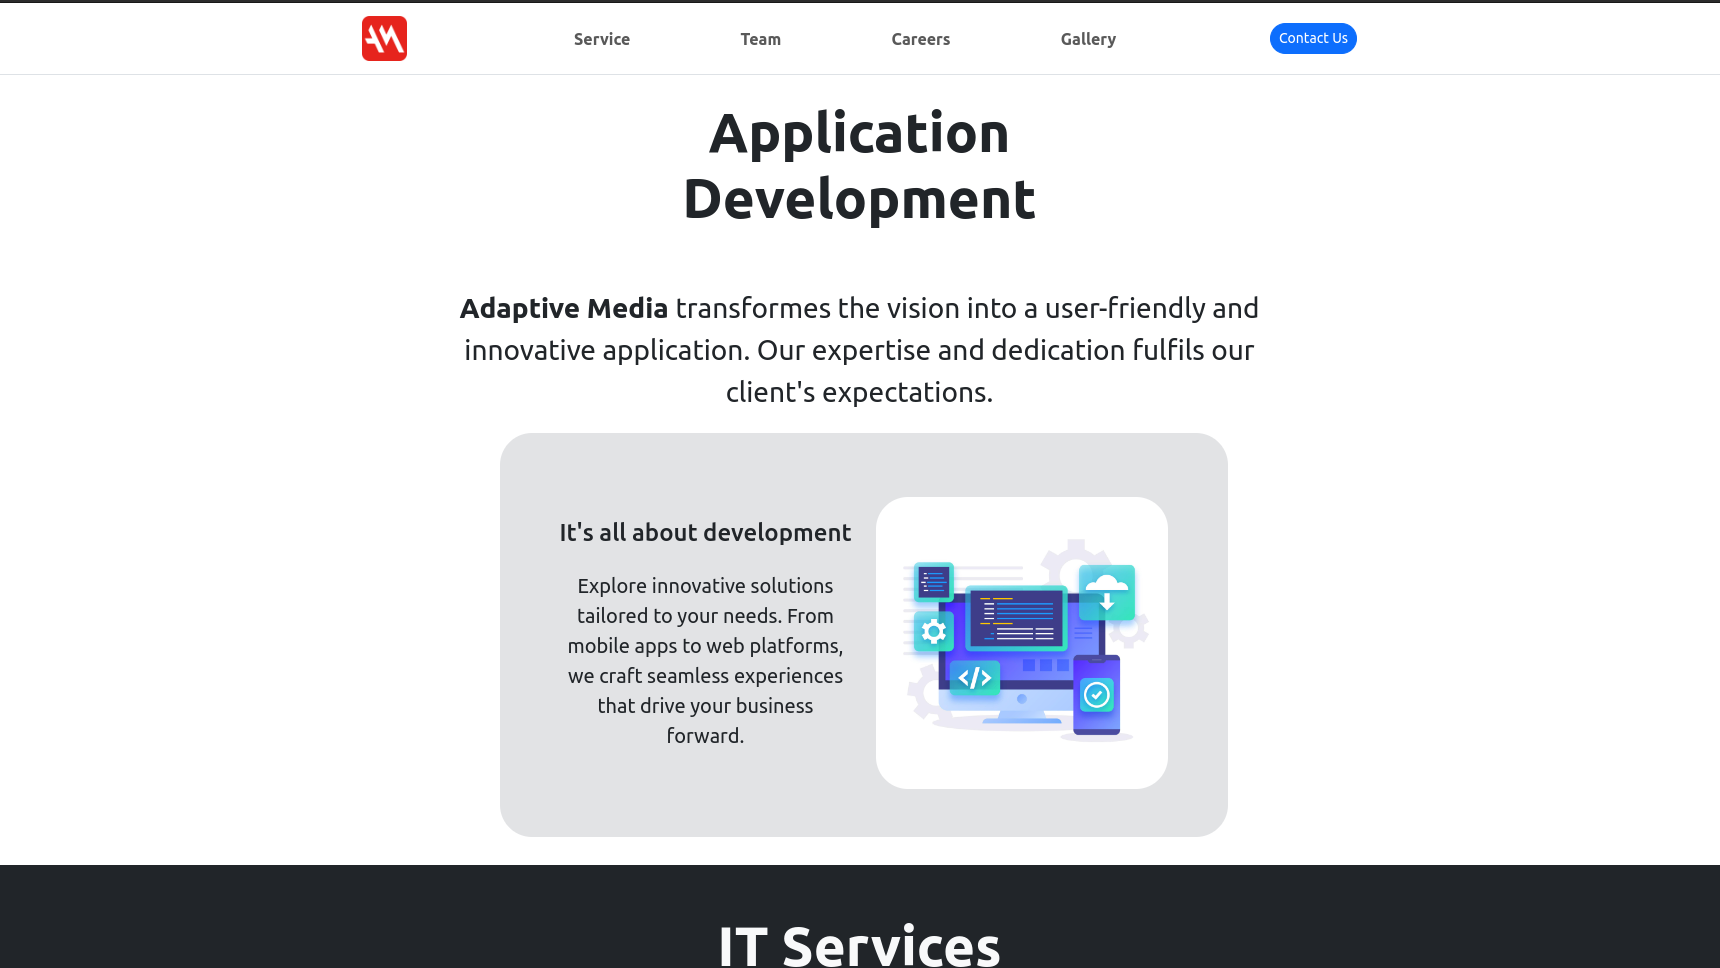 AM
Service Team Careers Gallery Contact Us
Application
Development
Adaptive Media transformes the vision into a user-friendly and
innovative application. Our expertise and dedication fulfils our
client's expectations.
It's all about development
Explore innovative solutions
tailored to your needs. From
mobile apps to web platforms,
we craft seamless experiences
that drive your business
forward.
</>
IT Services